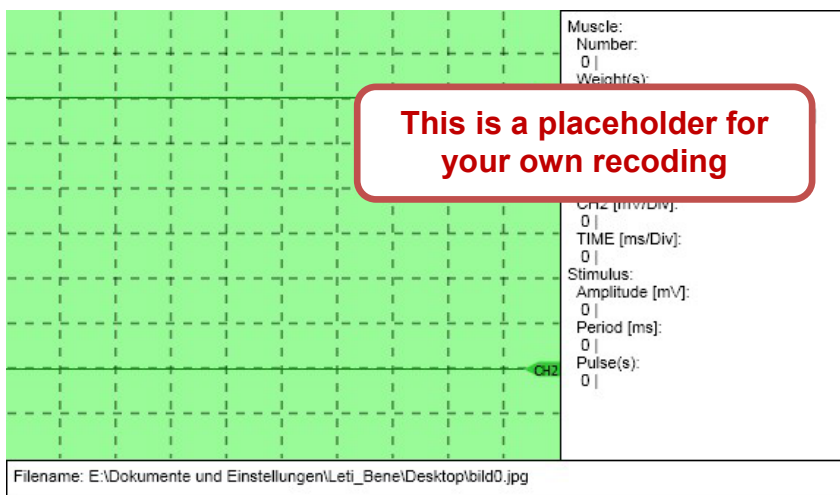 Muscle:
Number:
0 |
Weight(s):
This is a placeholder for
your own recoding
CH2 [mV/Div]:
0 |
TIME [ms/Div]:
0 |
Stimulus:
Amplitude [mV]:
0 |
Period [ms]:
0 |
CH2
Pulse(s):
0 |
Filename: E:\Dokumente und Einstellungen\Leti_Bene\Desktop\bild0.jpg